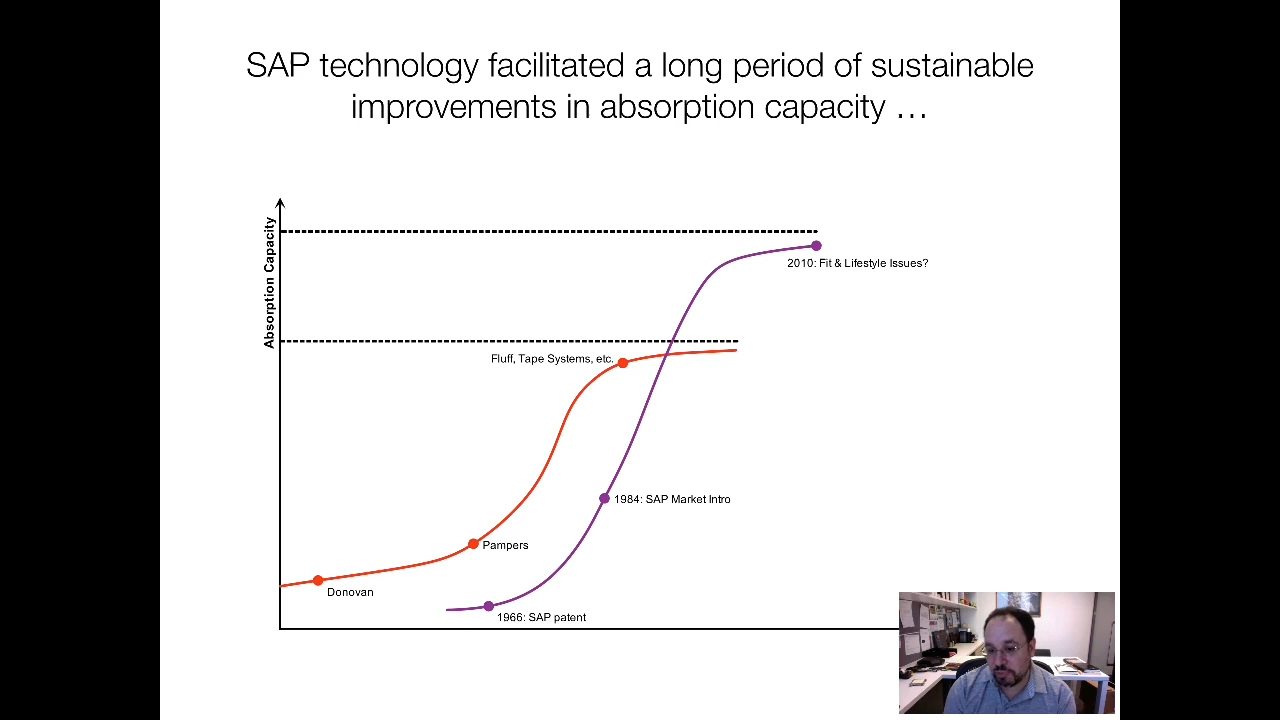 SAP technology facilitated a long period of sustainable
improvements in absorption capacity …
Absorption Capacity
2010: Fit & Lifestyle Issues?
Fluff, Tape Systems, etc.
1984: SAP Market Intro
Pampers
Donovan
1966: SAP patent